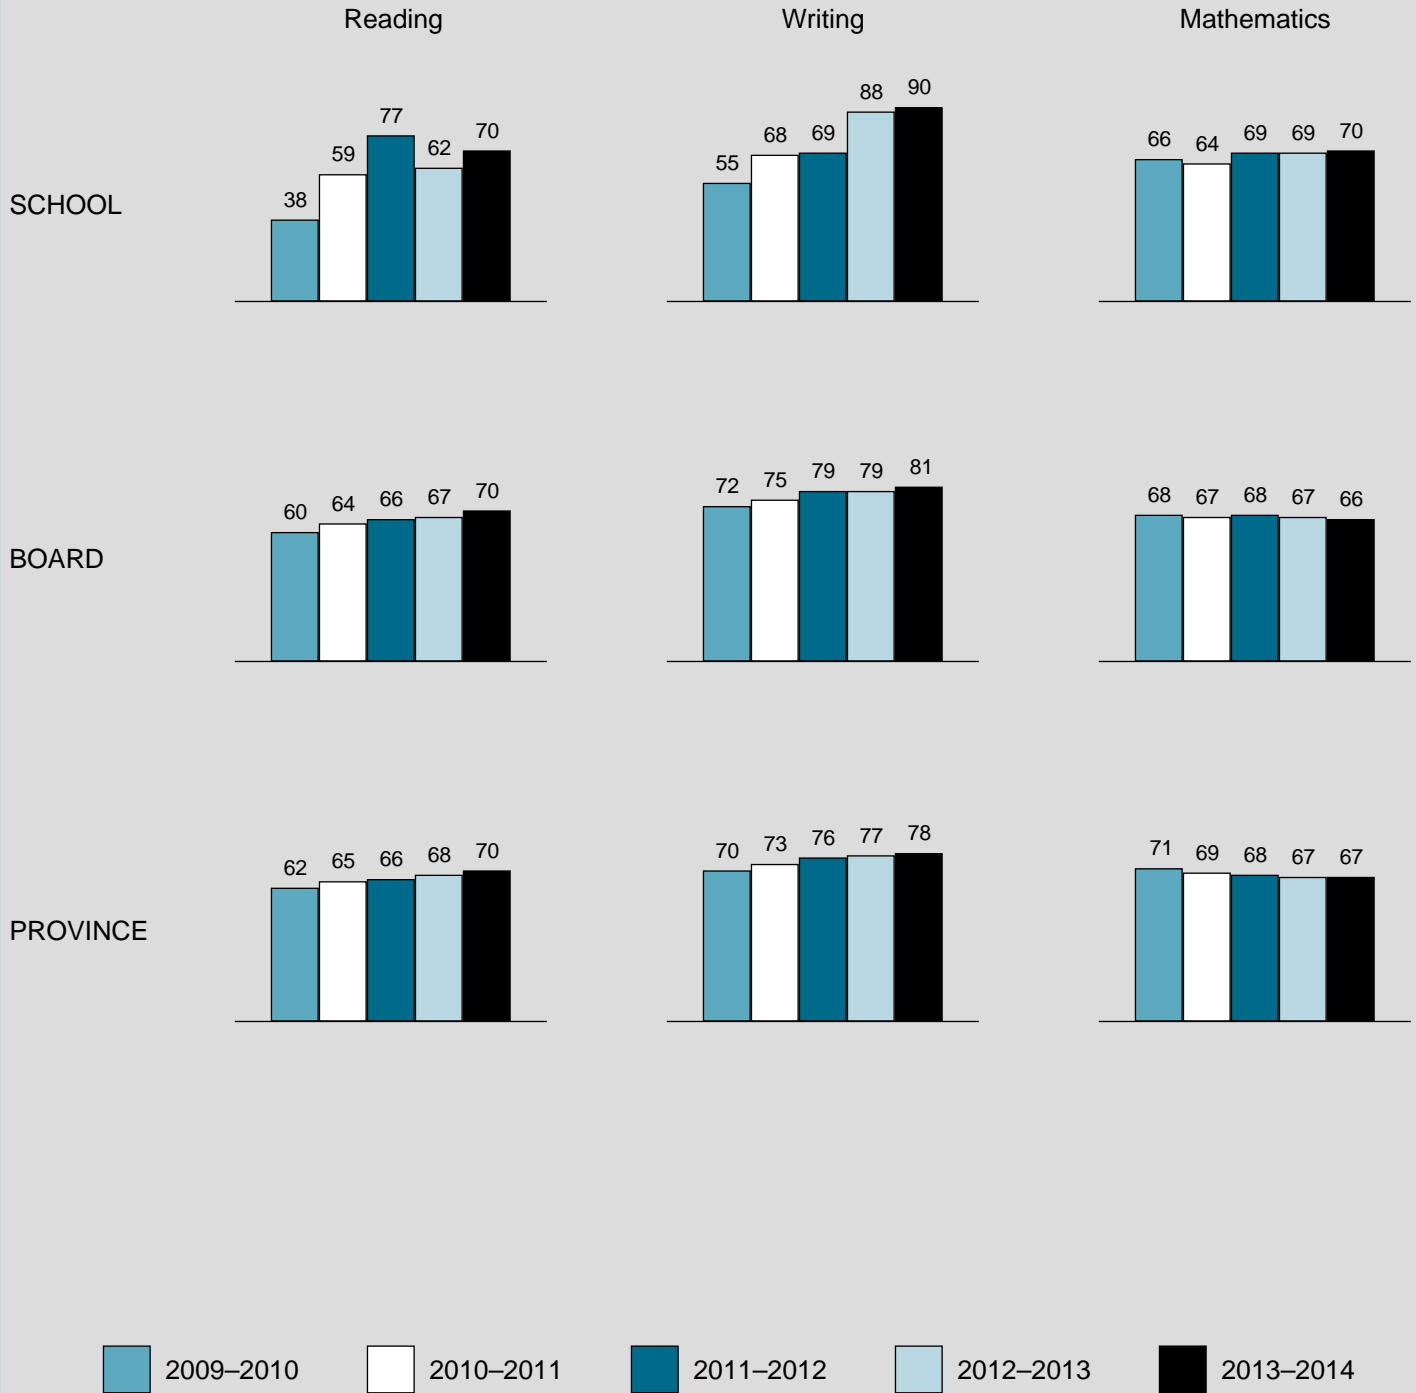 Reading Writing Mathematics
SCHOOL
38 59 77 62 70
55 68 69 88 90
66 64 69 69 70
BOARD
60 64 66 67 70
72 75 79 79 81
68 67 68 67 66
PROVINCE
62 65 66 68 70
70 73 76 77 78
71 69 68 67 67
2009–2010 2010–2011 2011–2012 2012–2013 2013–2014